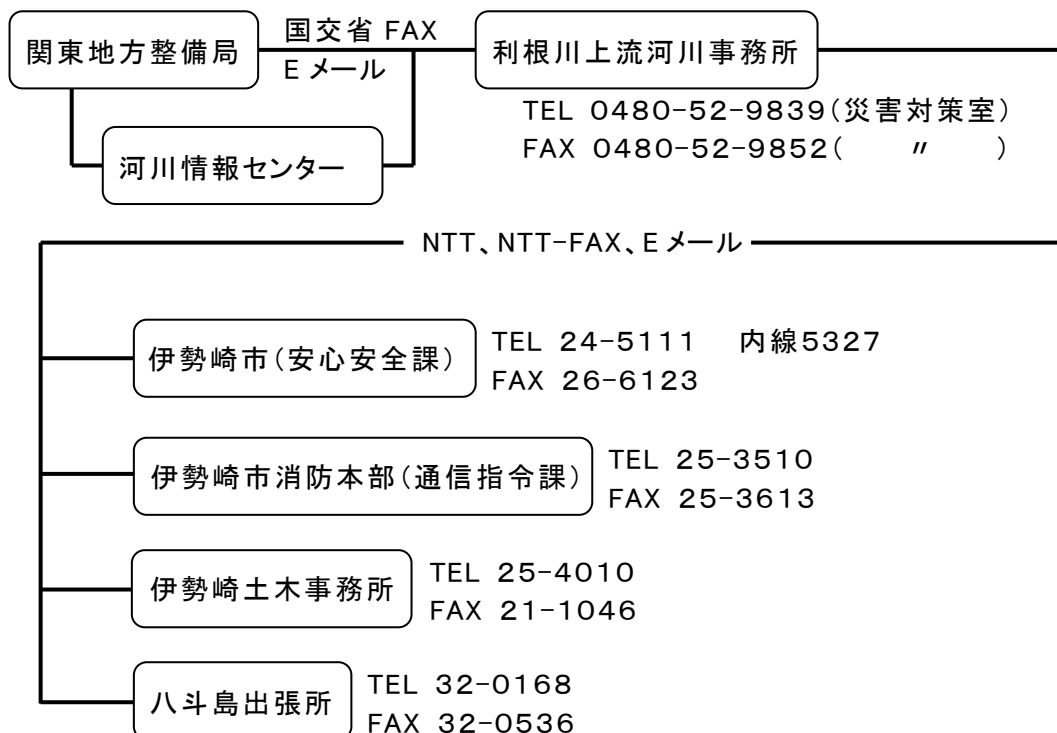 関東地方整備局
国交省 FAX
E メール
利根川上流河川事務所
TEL 0480-52-9839(災害対策室)
FAX 0480-52-9852( 〃 )
河川情報センター
NTT、NTT-FAX、E メール
伊勢崎市(安心安全課)
TEL 24-5111 内線5327
FAX 26-6123
伊勢崎市消防本部(通信指令課)
TEL 25-3510
FAX 25-3613
伊勢崎土木事務所
TEL 25-4010
FAX 21-1046
八斗島出張所
TEL 32-0168
FAX 32-0536